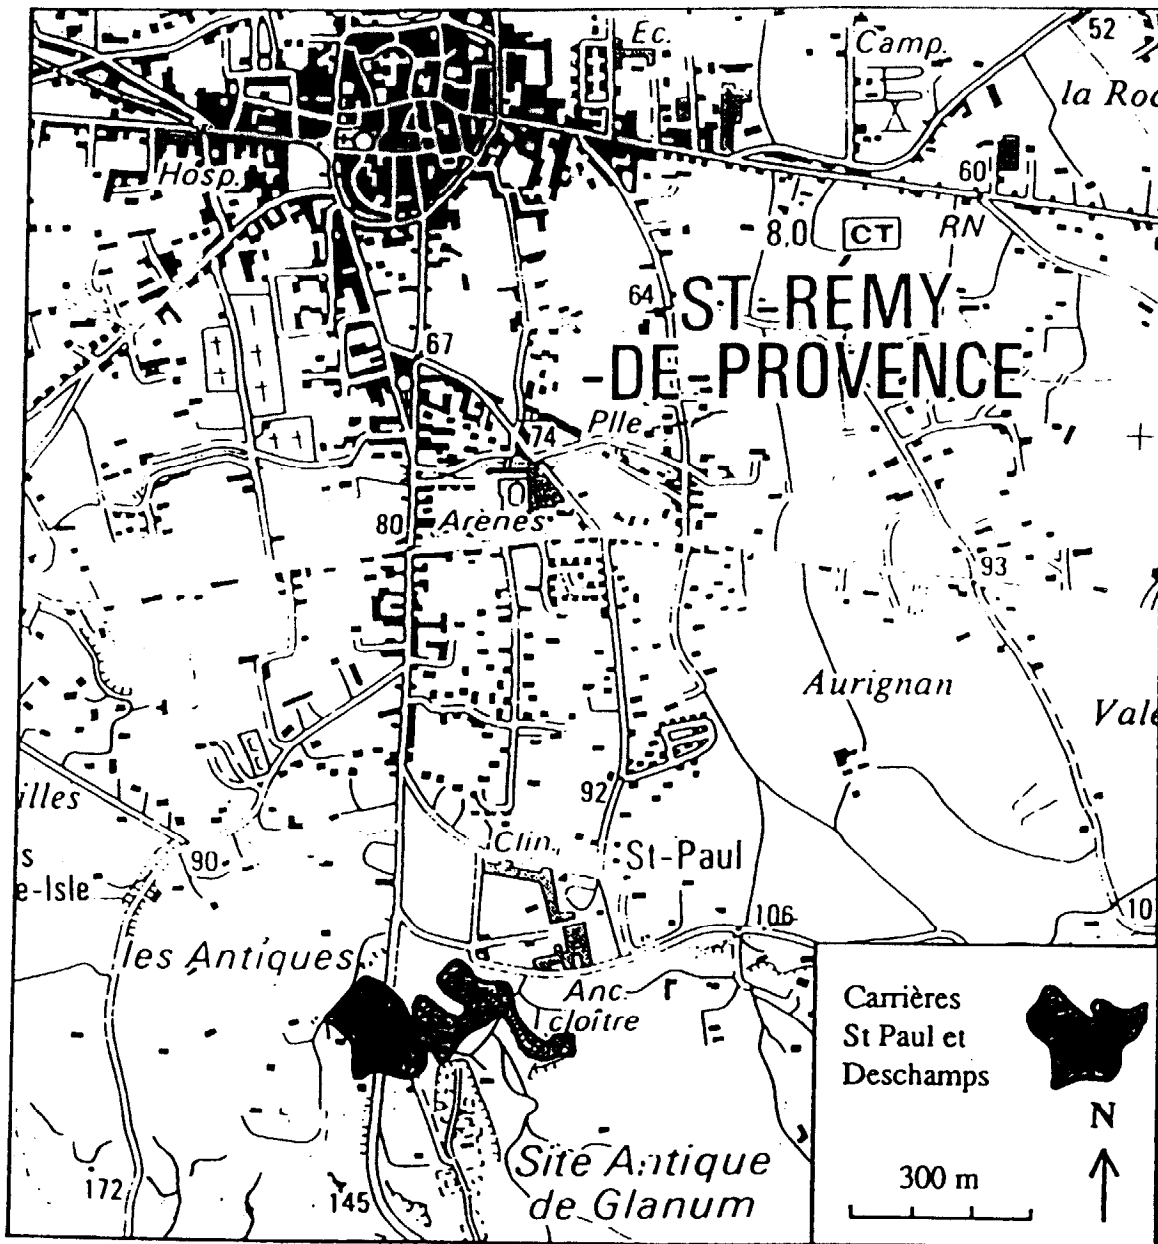 Ec.
Camp.
52
la Roc
Hosp.
60
8.0
CT
RN
64
ST-REMY
-DE-PROVENCE
67
74
Plle
80
Arènes
93
Aurignan
Vale
illes
92
Clin.
St-Paul
90
s
e-Isle
106
10
les Antiques
Anc.
cloître
Carrières
St Paul et
Deschamps
N
300 m
Site Antique
de Glanum
172
145